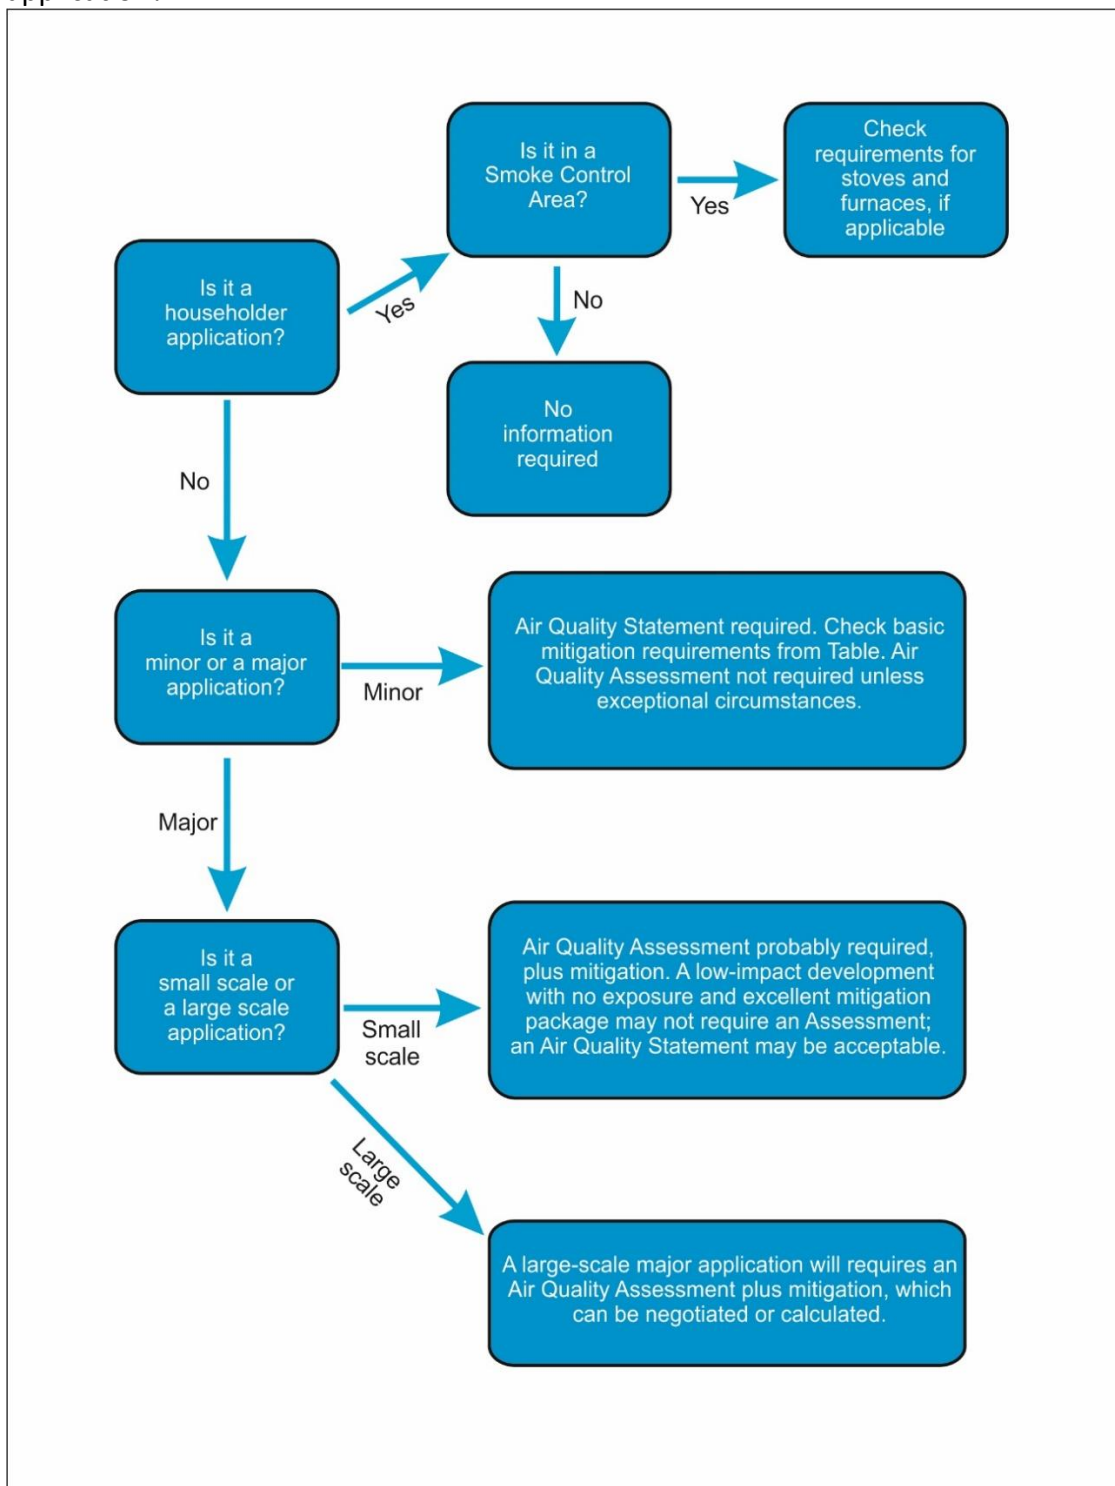 Is it in a
Smoke Control
Area?
Yes
Check
requirements for
stoves and
furnaces, if
applicable
Is it a
householder
application?
Yes
No
No
information
required
No
Is it a
minor or a major
application?
Minor
Air Quality Statement required. Check basic
mitigation requirements from Table. Air
Quality Assessment not required unless
exceptional circumstances.
Major
Is it a
small scale or
a large scale
application?
Small
scale
Air Quality Assessment probably required,
plus mitigation. A low-impact development
with no exposure and excellent mitigation
package may not require an Assessment;
an Air Quality Statement may be acceptable.
Large
scale
A large-scale major application will requires an
Air Quality Assessment plus mitigation, which
can be negotiated or calculated.